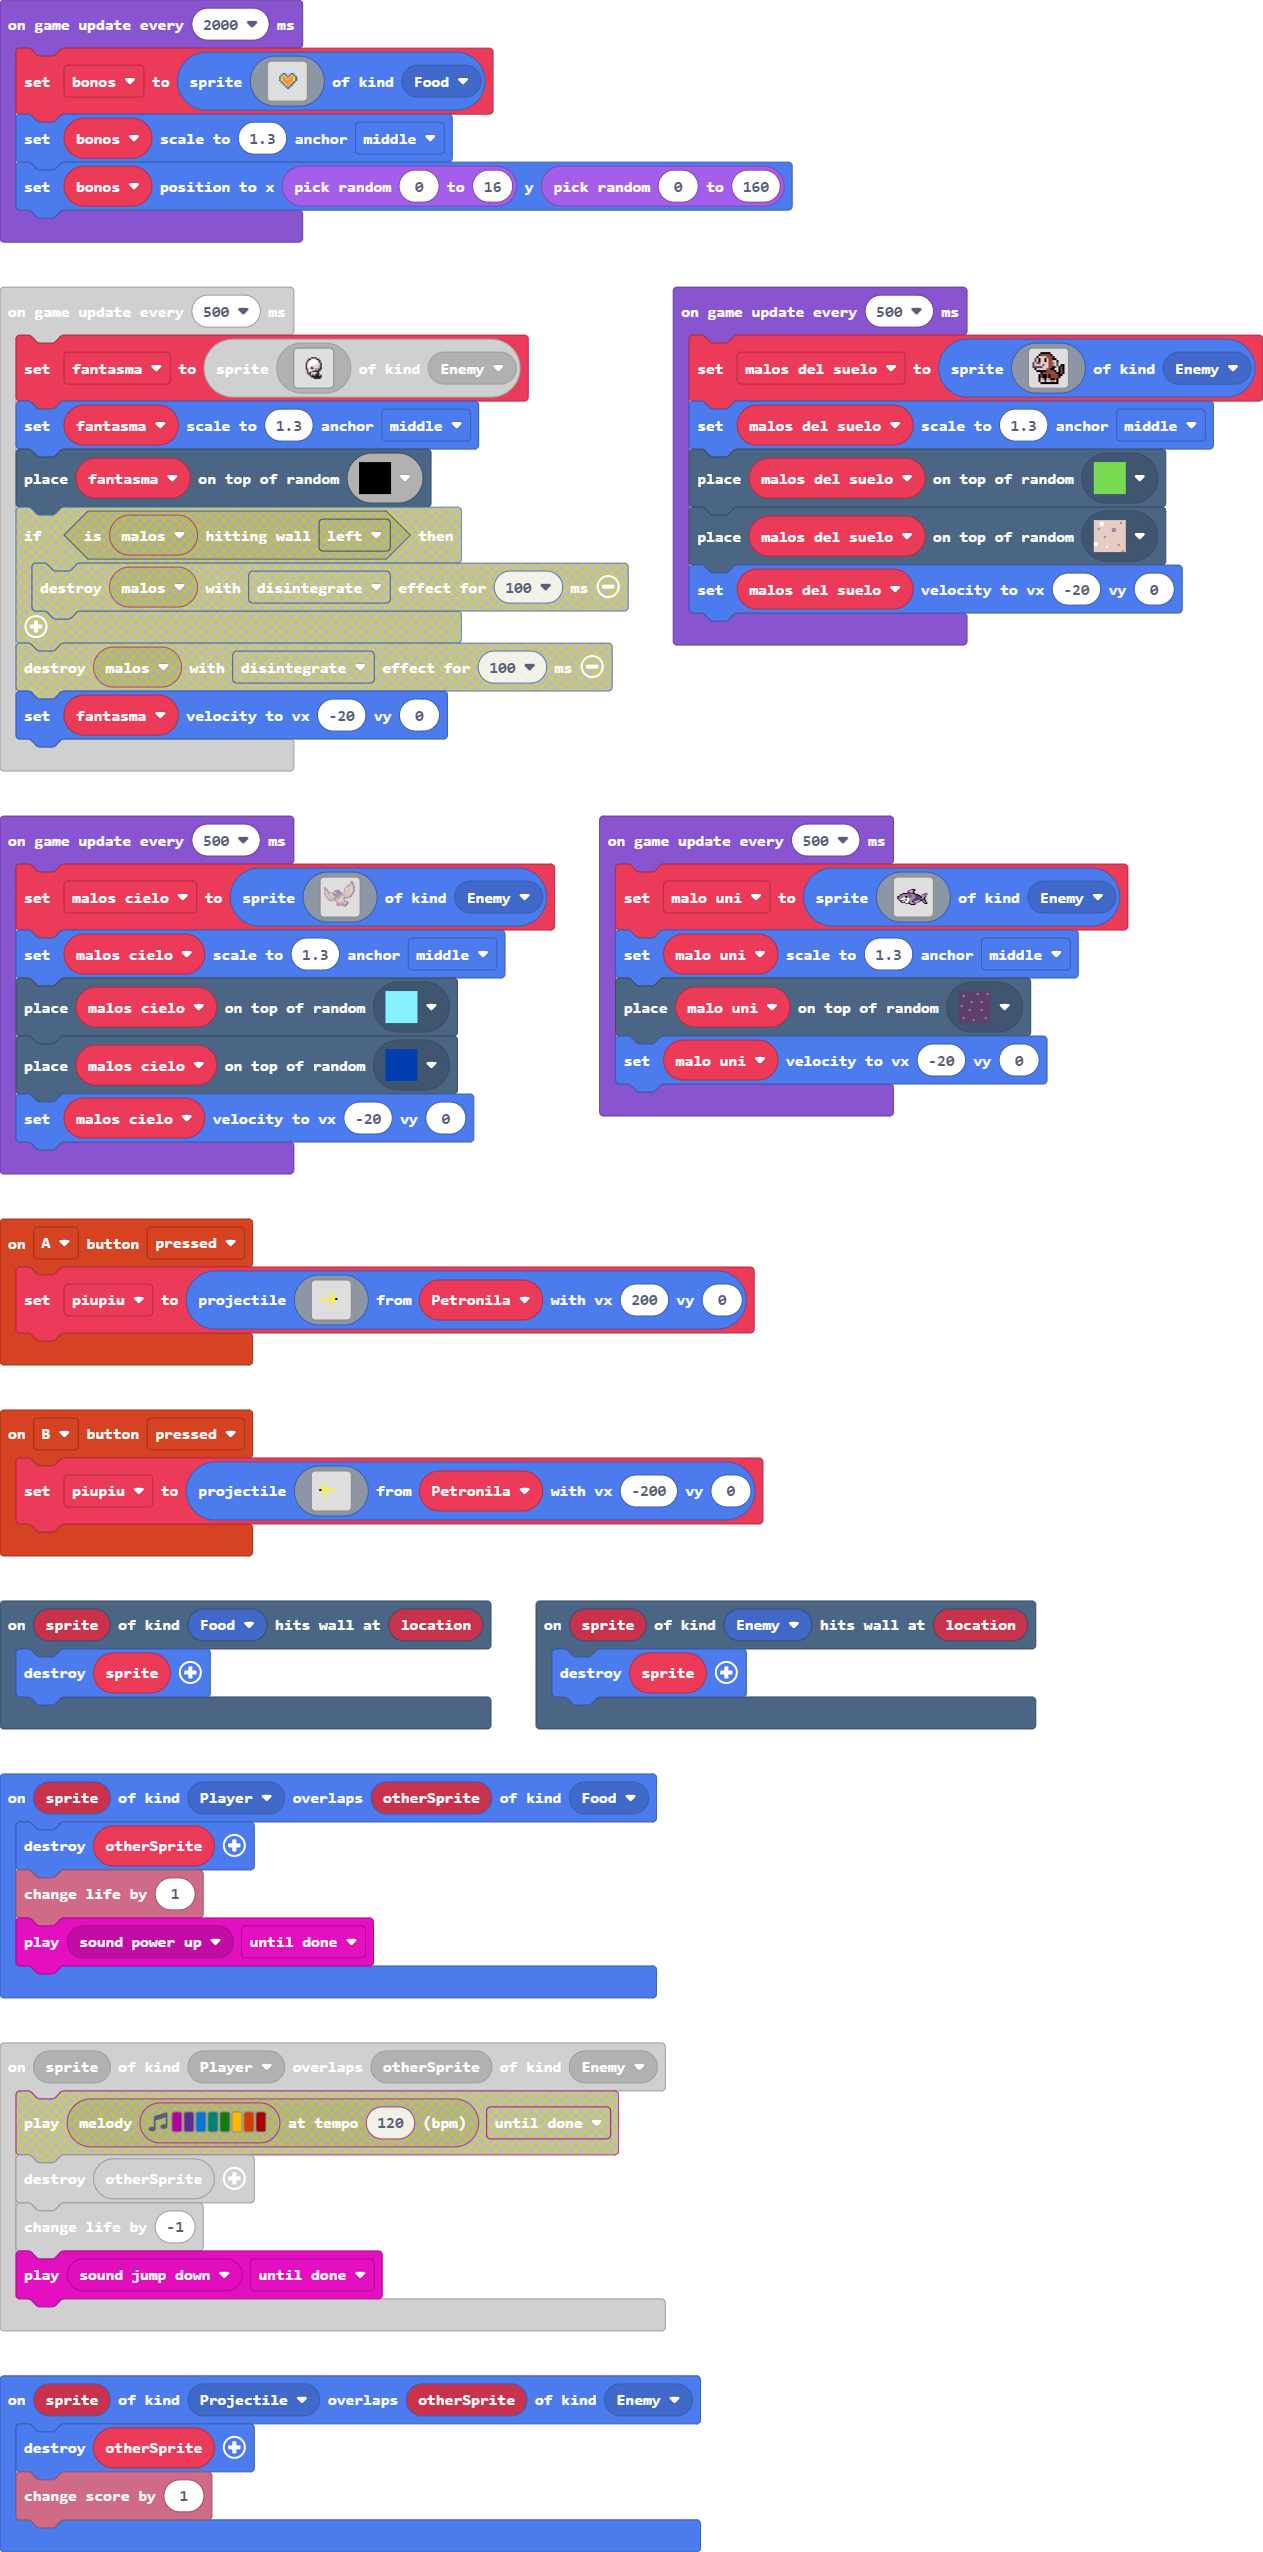 on game update every 2000 ms
set bonos to sprite of kind Food
set bonos scale to 1.3 anchor middle
set bonos position to x pick random 0 to 16 y pick random 0 to 160
on game update every 500 ms
set fantasma to sprite of kind Enemy
set fantasma scale to 1.3 anchor middle
place fantasma on top of random
if is malos hitting wall left then
destroy malos with disintegrate effect for 100 ms
destroy malos with disintegrate effect for 100 ms
set fantasma velocity to vx -20 vy 0
on game update every 500 ms
set malos del suelo to sprite of kind Enemy
set malos del suelo scale to 1.3 anchor middle
place malos del suelo on top of random
place malos del suelo on top of random
set malos del suelo velocity to vx -20 vy 0
on game update every 500 ms
set malos cielo to sprite of kind Enemy
set malos cielo scale to 1.3 anchor middle
place malos cielo on top of random
place malos cielo on top of random
set malos cielo velocity to vx -20 vy 0
on game update every 500 ms
set malo uni to sprite of kind Enemy
set malo uni scale to 1.3 anchor middle
place malo uni on top of random
set malo uni velocity to vx -20 vy 0
on A button pressed
set piupiu to projectile from Petronila with vx 200 vy 0
on B button pressed
set piupiu to projectile from Petronila with vx -200 vy 0
on sprite of kind Food hits wall at location
destroy sprite
on sprite of kind Enemy hits wall at location
destroy sprite
on sprite of kind Player overlaps otherSprite of kind Food
destroy otherSprite
change life by 1
play sound power up until done
on sprite of kind Player overlaps otherSprite of kind Enemy
play melody at tempo 120 (bpm) until done
destroy otherSprite
change life by -1
play sound jump down until done
on sprite of kind Projectile overlaps otherSprite of kind Enemy
destroy otherSprite
change score by 1